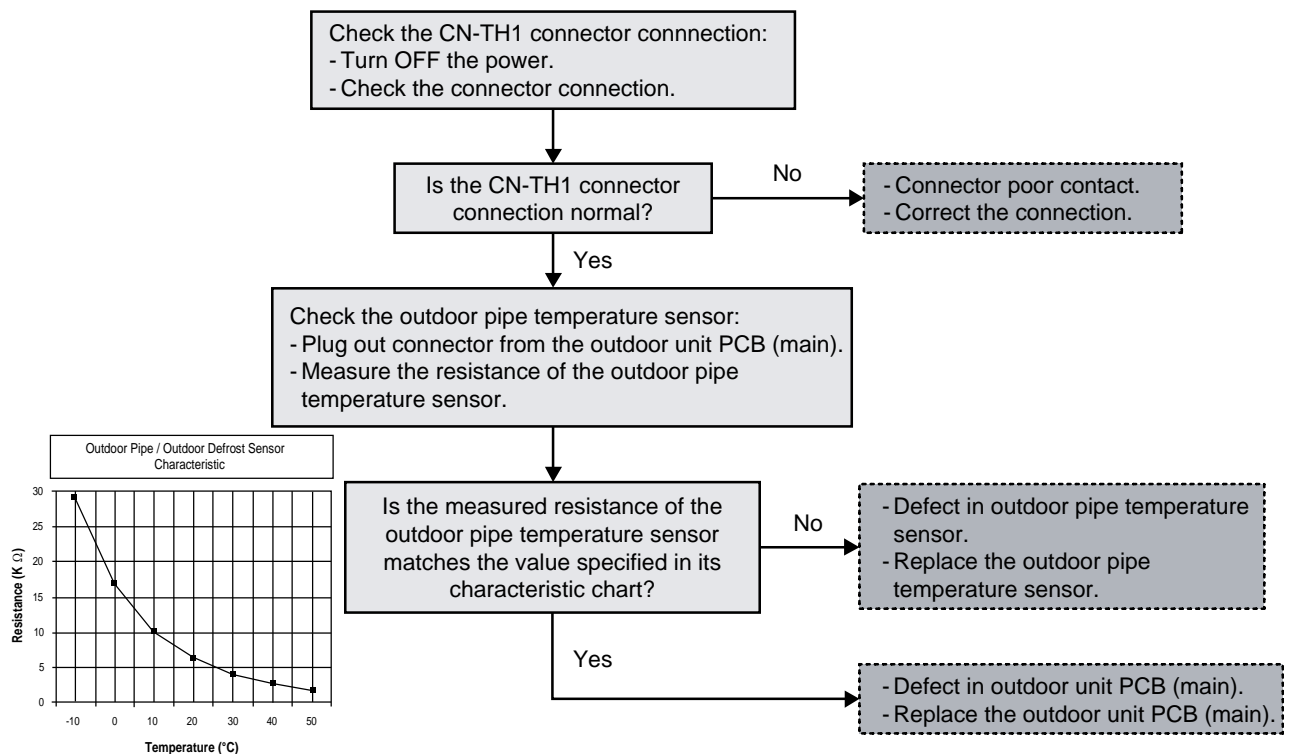 Check the CN-TH1 connector connnection:
- Turn OFF the power.
- Check the connector connection.
Is the CN-TH1 connector
connection normal?
No
- Connector poor contact.
- Correct the connection.
Yes
Check the outdoor pipe temperature sensor:
- Plug out connector from the outdoor unit PCB (main).
- Measure the resistance of the outdoor pipe
temperature sensor.
Outdoor Pipe / Outdoor Defrost Sensor
Characteristic
30
25
20
15
10
5
0
Resistance (K Ω)
-10 0 10 20 30 40 50
Temperature (°C)
Is the measured resistance of the
outdoor pipe temperature sensor
matches the value specified in its
characteristic chart?
No
- Defect in outdoor pipe temperature
sensor.
- Replace the outdoor pipe
temperature sensor.
Yes
- Defect in outdoor unit PCB (main).
- Replace the outdoor unit PCB (main).